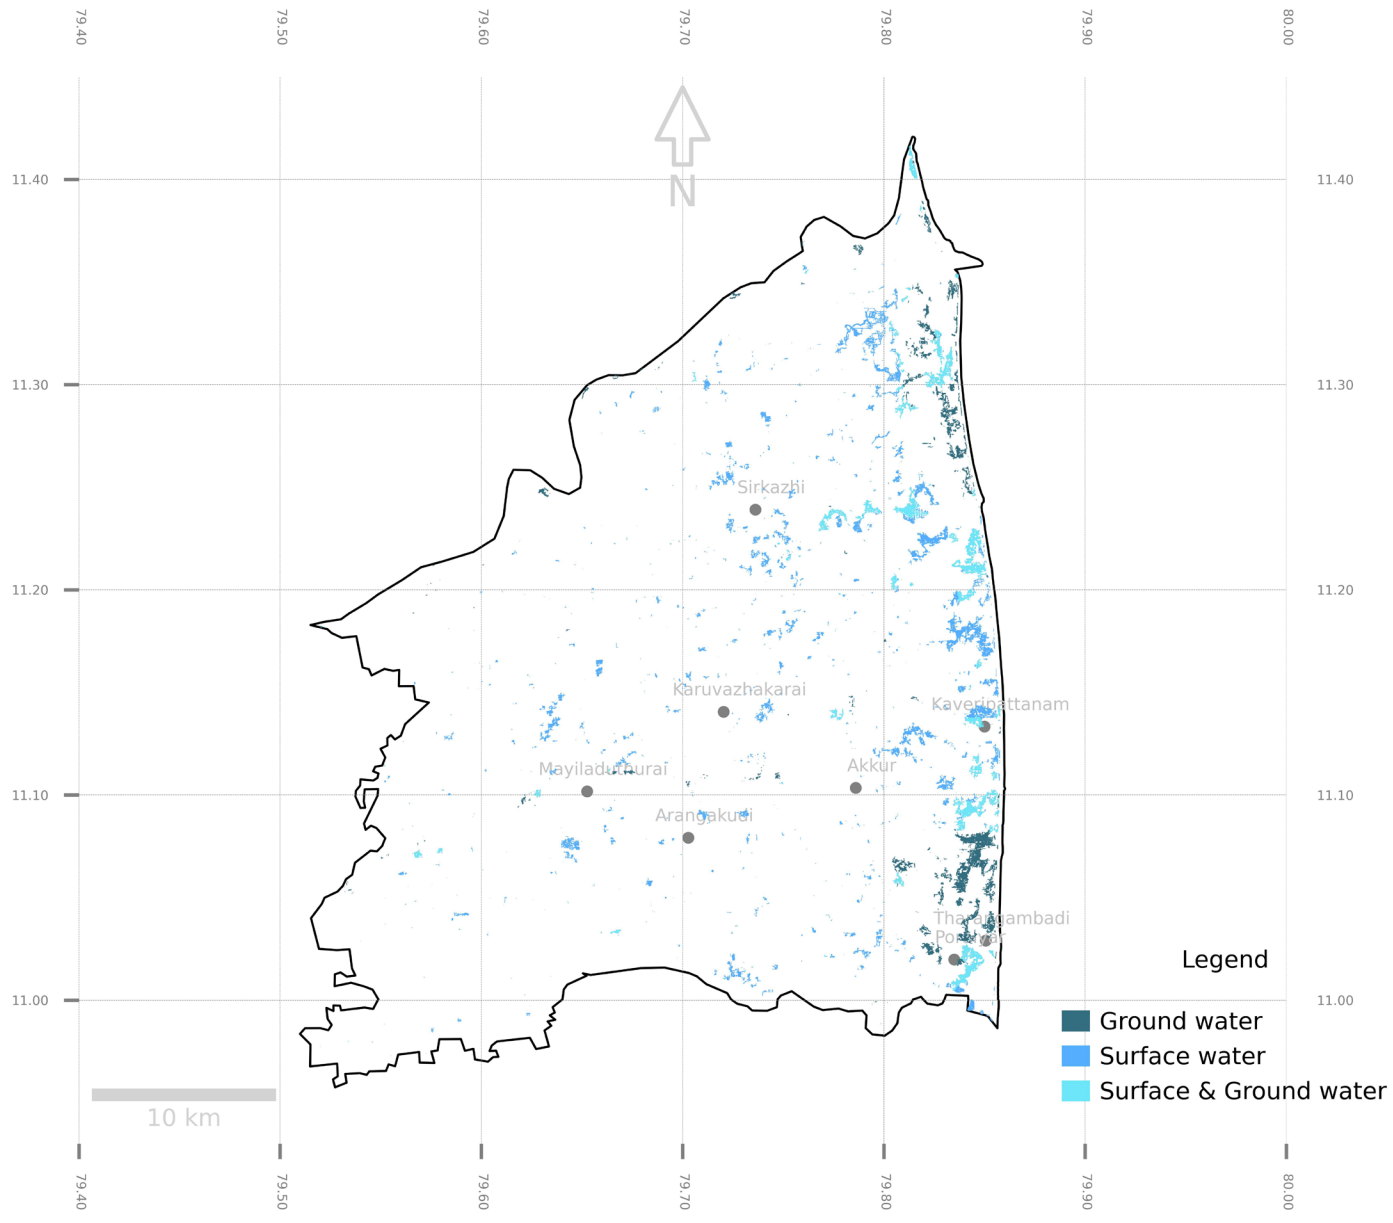 79.40 79.50 79.60 79.70 79.80 79.90 80.00
11.40 11.40
N
11.30 11.30
Sirkazhi
11.20 11.20
Karuvazhakarai
Kaveripattanam
Mayiladuthurai
Akkur
11.10 11.10
Arangakudi
Tharangambadi
Poraiyar
Legend
11.00 11.00
Ground water
Surface water
Surface & Ground water
10 km
79.40 79.50 79.60 79.70 79.80 79.90 80.00